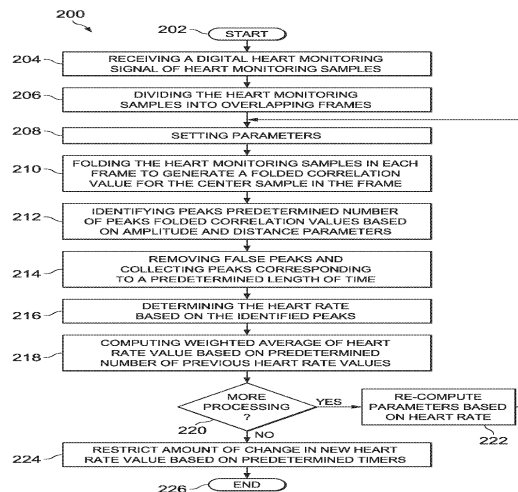 200
202
START
204
RECEIVING A DIGITAL HEART MONITORING
SIGNAL OF HEART MONITORING SAMPLES
206
DIVIDING THE HEART MONITORING
SAMPLES INTO OVERLAPPING FRAMES
208
SETTING PARAMETERS
210
FOLDING THE HEART MONITORING SAMPLES IN EACH
FRAME TO GENERATE A FOLDED CORRELATION
VALUE FOR THE CENTER SAMPLE IN THE FRAME
212
IDENTIFYING PEAKS PREDETERMINED NUMBER
OF PEAKS FOLDED CORRELATION VALUES BASED
ON AMPLITUDE AND DISTANCE PARAMETERS
214
REMOVING FALSE PEAKS AND
COLLECTING PEAKS CORRESPONDING
TO A PREDETERMINED LENGTH OF TIME
216
DETERMINING THE HEART RATE
BASED ON THE IDENTIFIED PEAKS
218
COMPUTING WEIGHTED AVERAGE OF HEART
RATE VALUE BASED ON PREDETERMINED
NUMBER OF PREVIOUS HEART RATE VALUES
MORE
PROCESSING
?
220
YES
RE-COMPUTE
PARAMETERS BASED
ON HEART RATE
222
NO
224
RESTRICT AMOUNT OF CHANGE IN NEW HEART
RATE VALUE BASED ON PREDETERMINED TIMERS
226
END